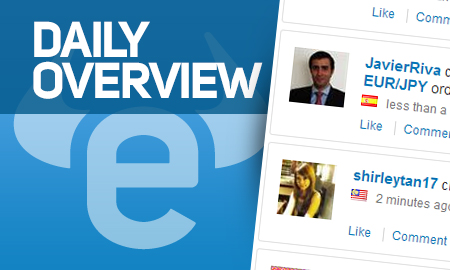 DAILY
OVERVIEW
e
Like Comm
JavierRiva
EUR/JPY
less than a
Like Comment
shirleytan17
2 minutes ago
Like Comment